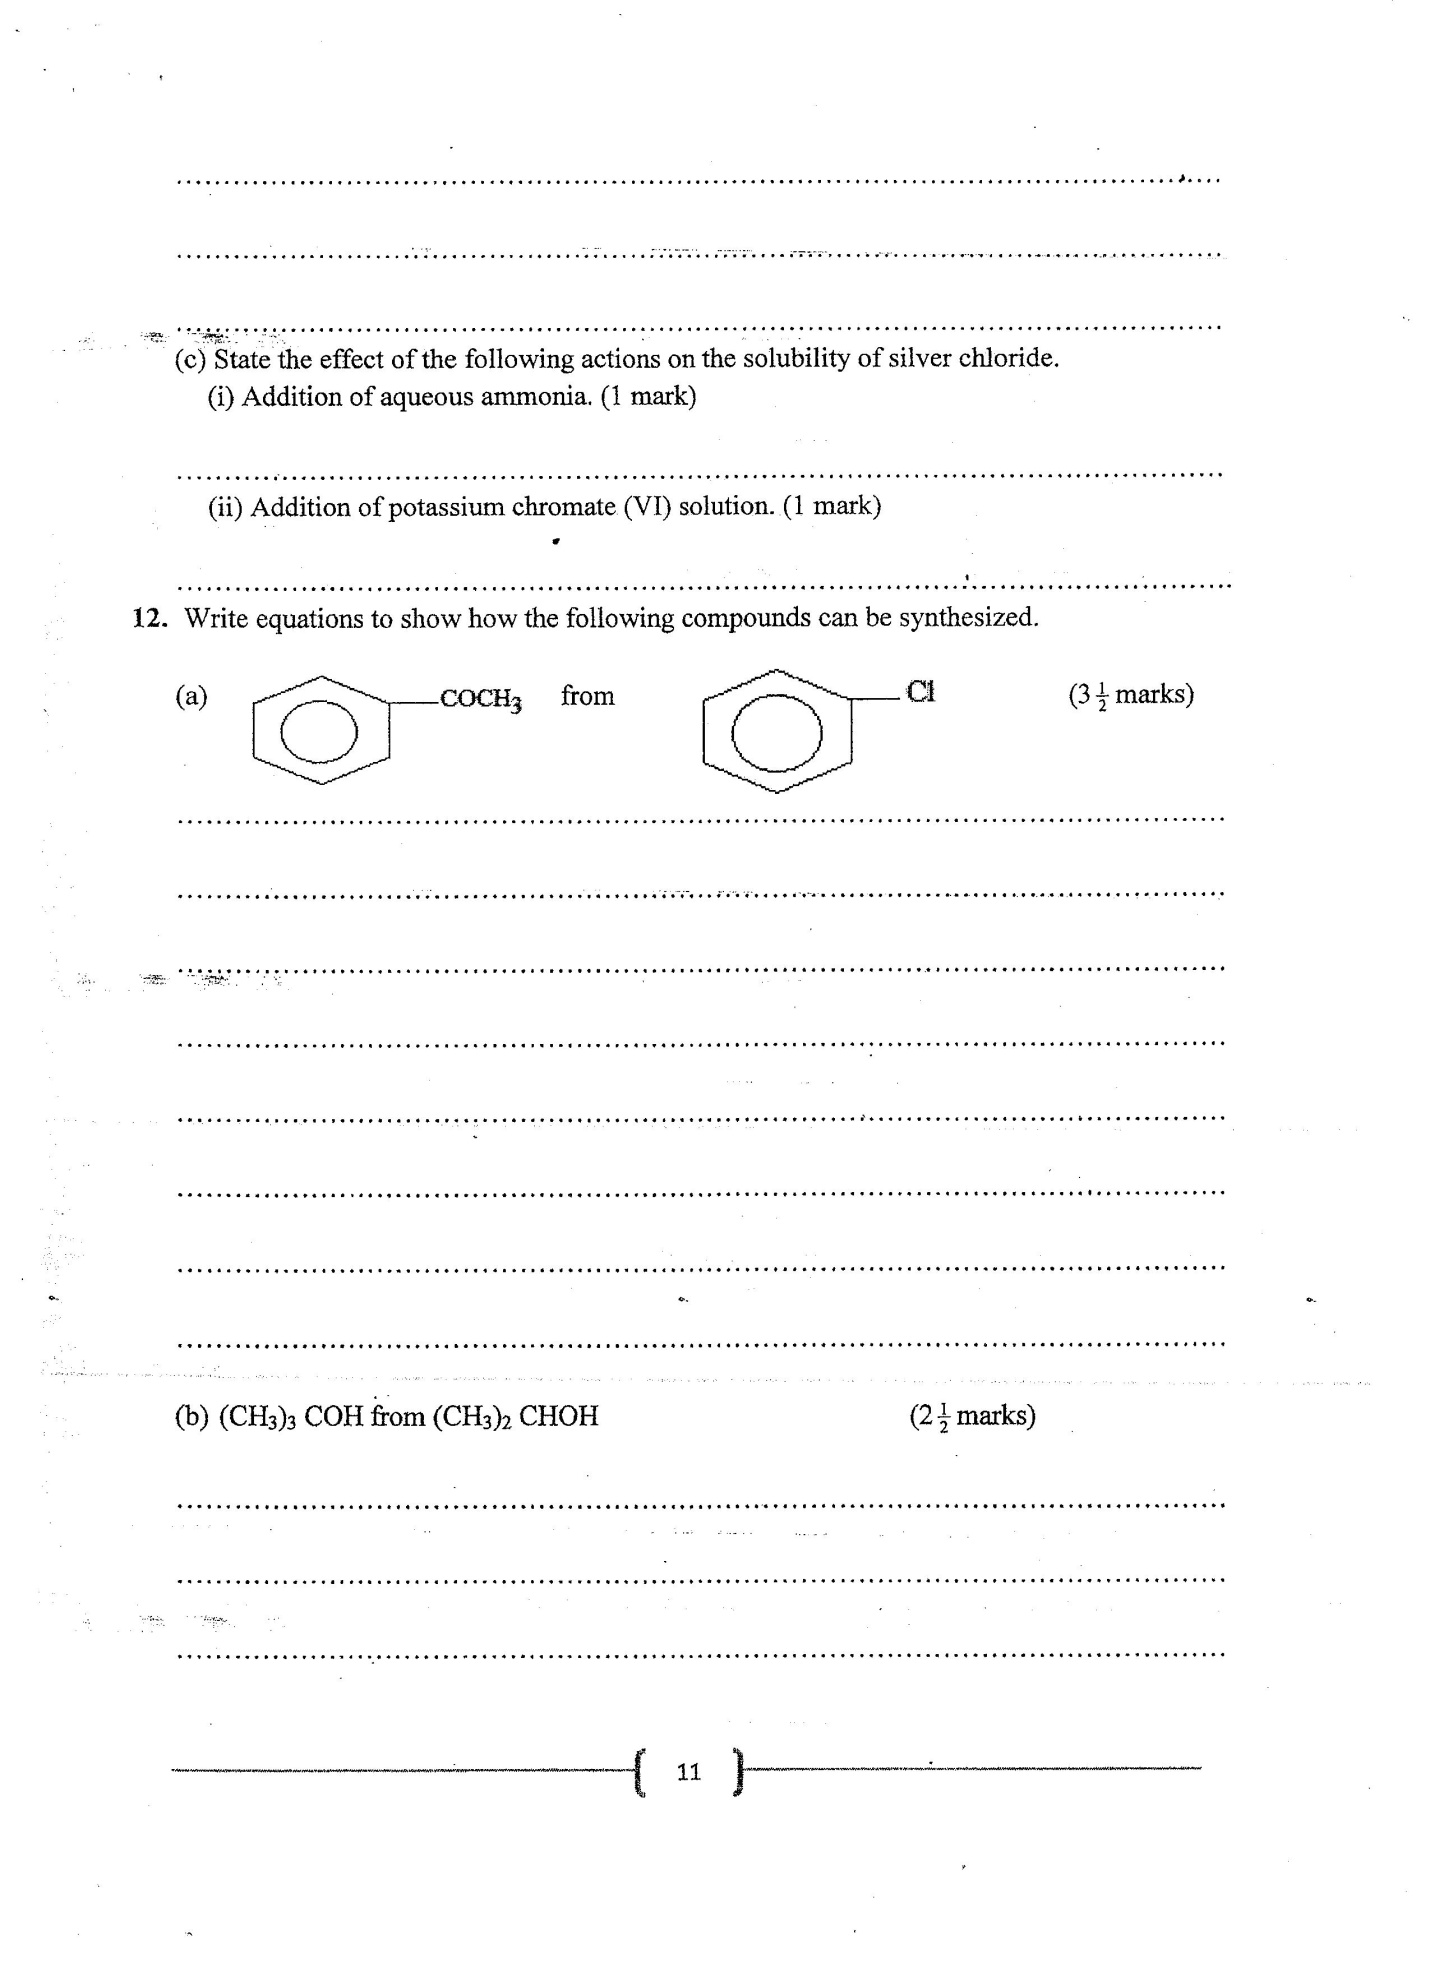 (c) State the effect of the following actions on the solubility of silver chloride.
(i) Addition of aqueous ammonia. (1 mark)
(ii) Addition of potassium chromate (VI) solution. (1 mark)
12. Write equations to show how the following compounds can be synthesized.
(a) COCH₃ from Cl (3 ½ marks)
(b) (CH₃)₃ COH from (CH₃)₂ CHOH (2 ½ marks)
11